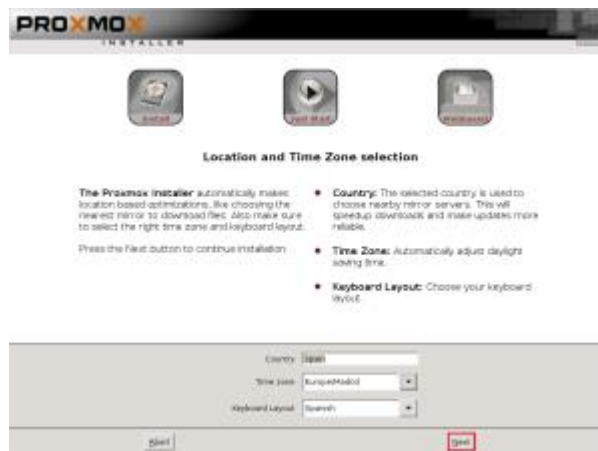 PROXMOX
INSTALLER
Install
Just Start
Location and Time Zone selection
The Proxmox Installer automatically makes
location based optimizations, like choosing the
nearest mirror to download files. Also make sure
to select the right time zone and keyboard layout.
Press the Next button to continue installation
• Country: The selected country is used to
choose nearby mirror servers. This will
speedup downloads and make updates more
reliable.
• Time Zone: Automatically adjust daylight
saving time.
• Keyboard Layout: Choose your keyboard
layout.
Country Spain
Time zone Europe/Madrid
Keyboard Layout Spanish
Abort
Next